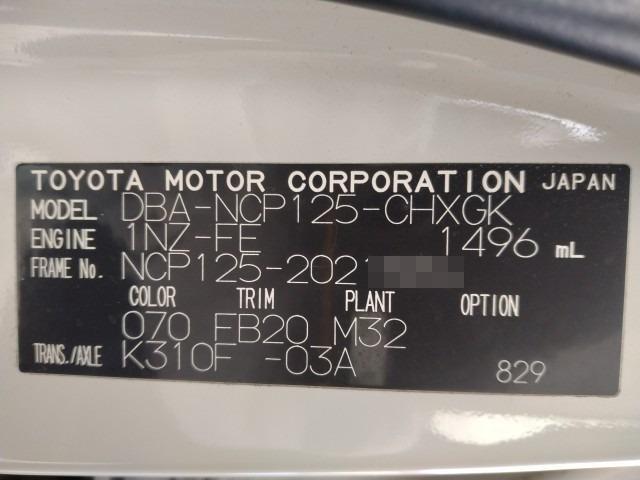 TOYOTA MOTOR CORPORATION JAPAN
MODEL DBA-NCP125-CHXGK
ENGINE 1NZ-FE 1496 mL
FRAME No. NCP125-2021
COLOR TRIM PLANT OPTION
070 FB20 M32
TRANS./AXLE K310F -03A
829